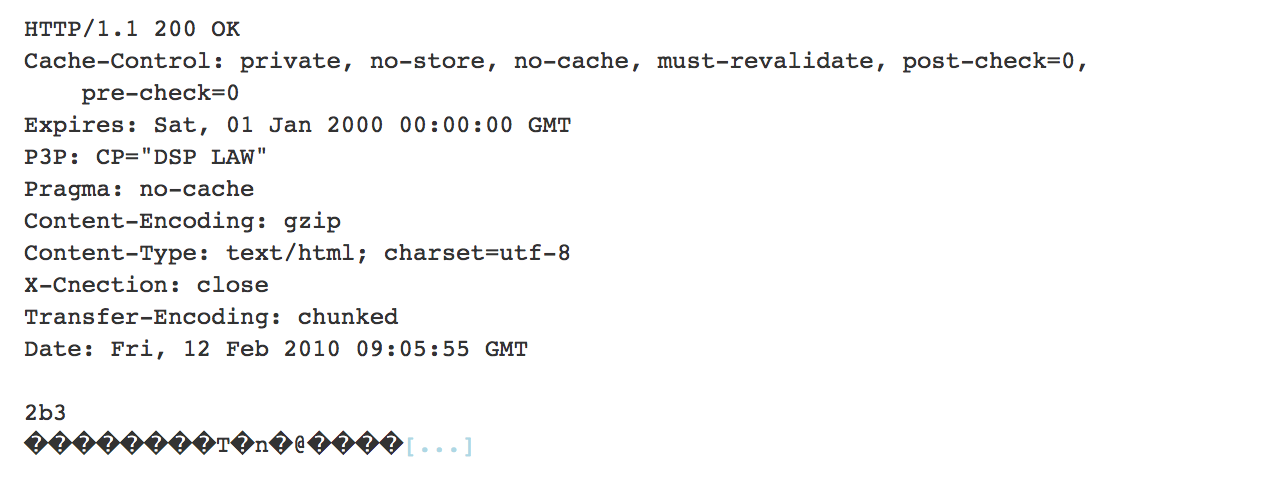 HTTP/1.1 200 OK
Cache-Control: private, no-store, no-cache, must-revalidate, post-check=0,
    pre-check=0
Expires: Sat, 01 Jan 2000 00:00:00 GMT
P3P: CP="DSP LAW"
Pragma: no-cache
Content-Encoding: gzip
Content-Type: text/html; charset=utf-8
X-Cnection: close
Transfer-Encoding: chunked
Date: Fri, 12 Feb 2010 09:05:55 GMT

2b3
��������T�n�@����[...]